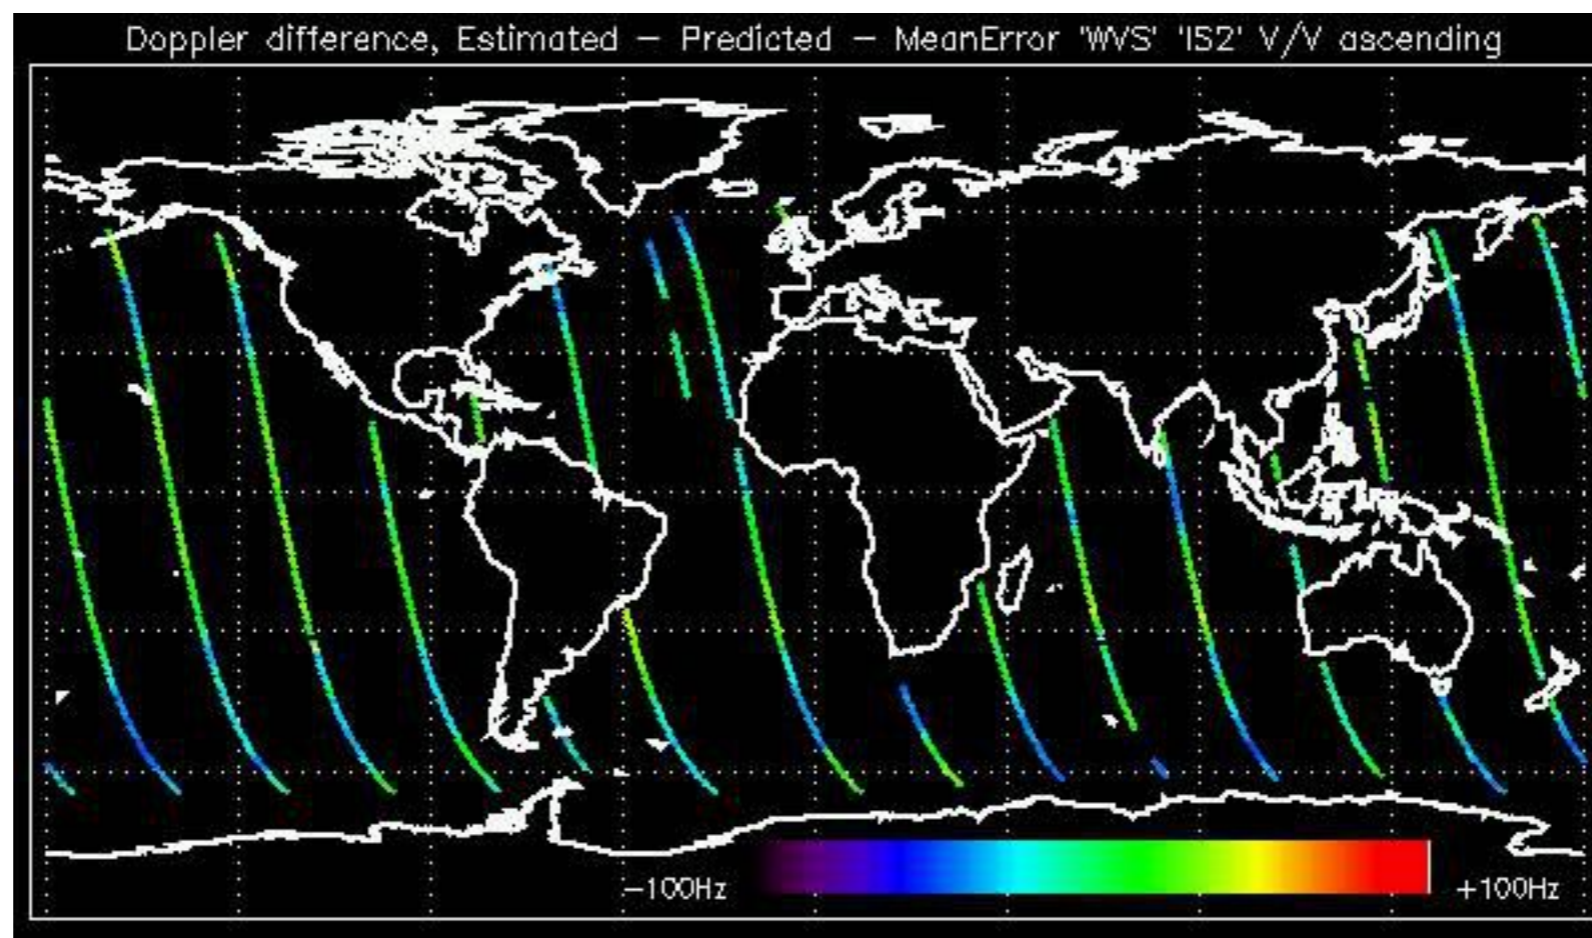 Doppler difference, Estimated – Predicted – MeanError 'WVS' 'IS2' V/V ascending
–100Hz +100Hz